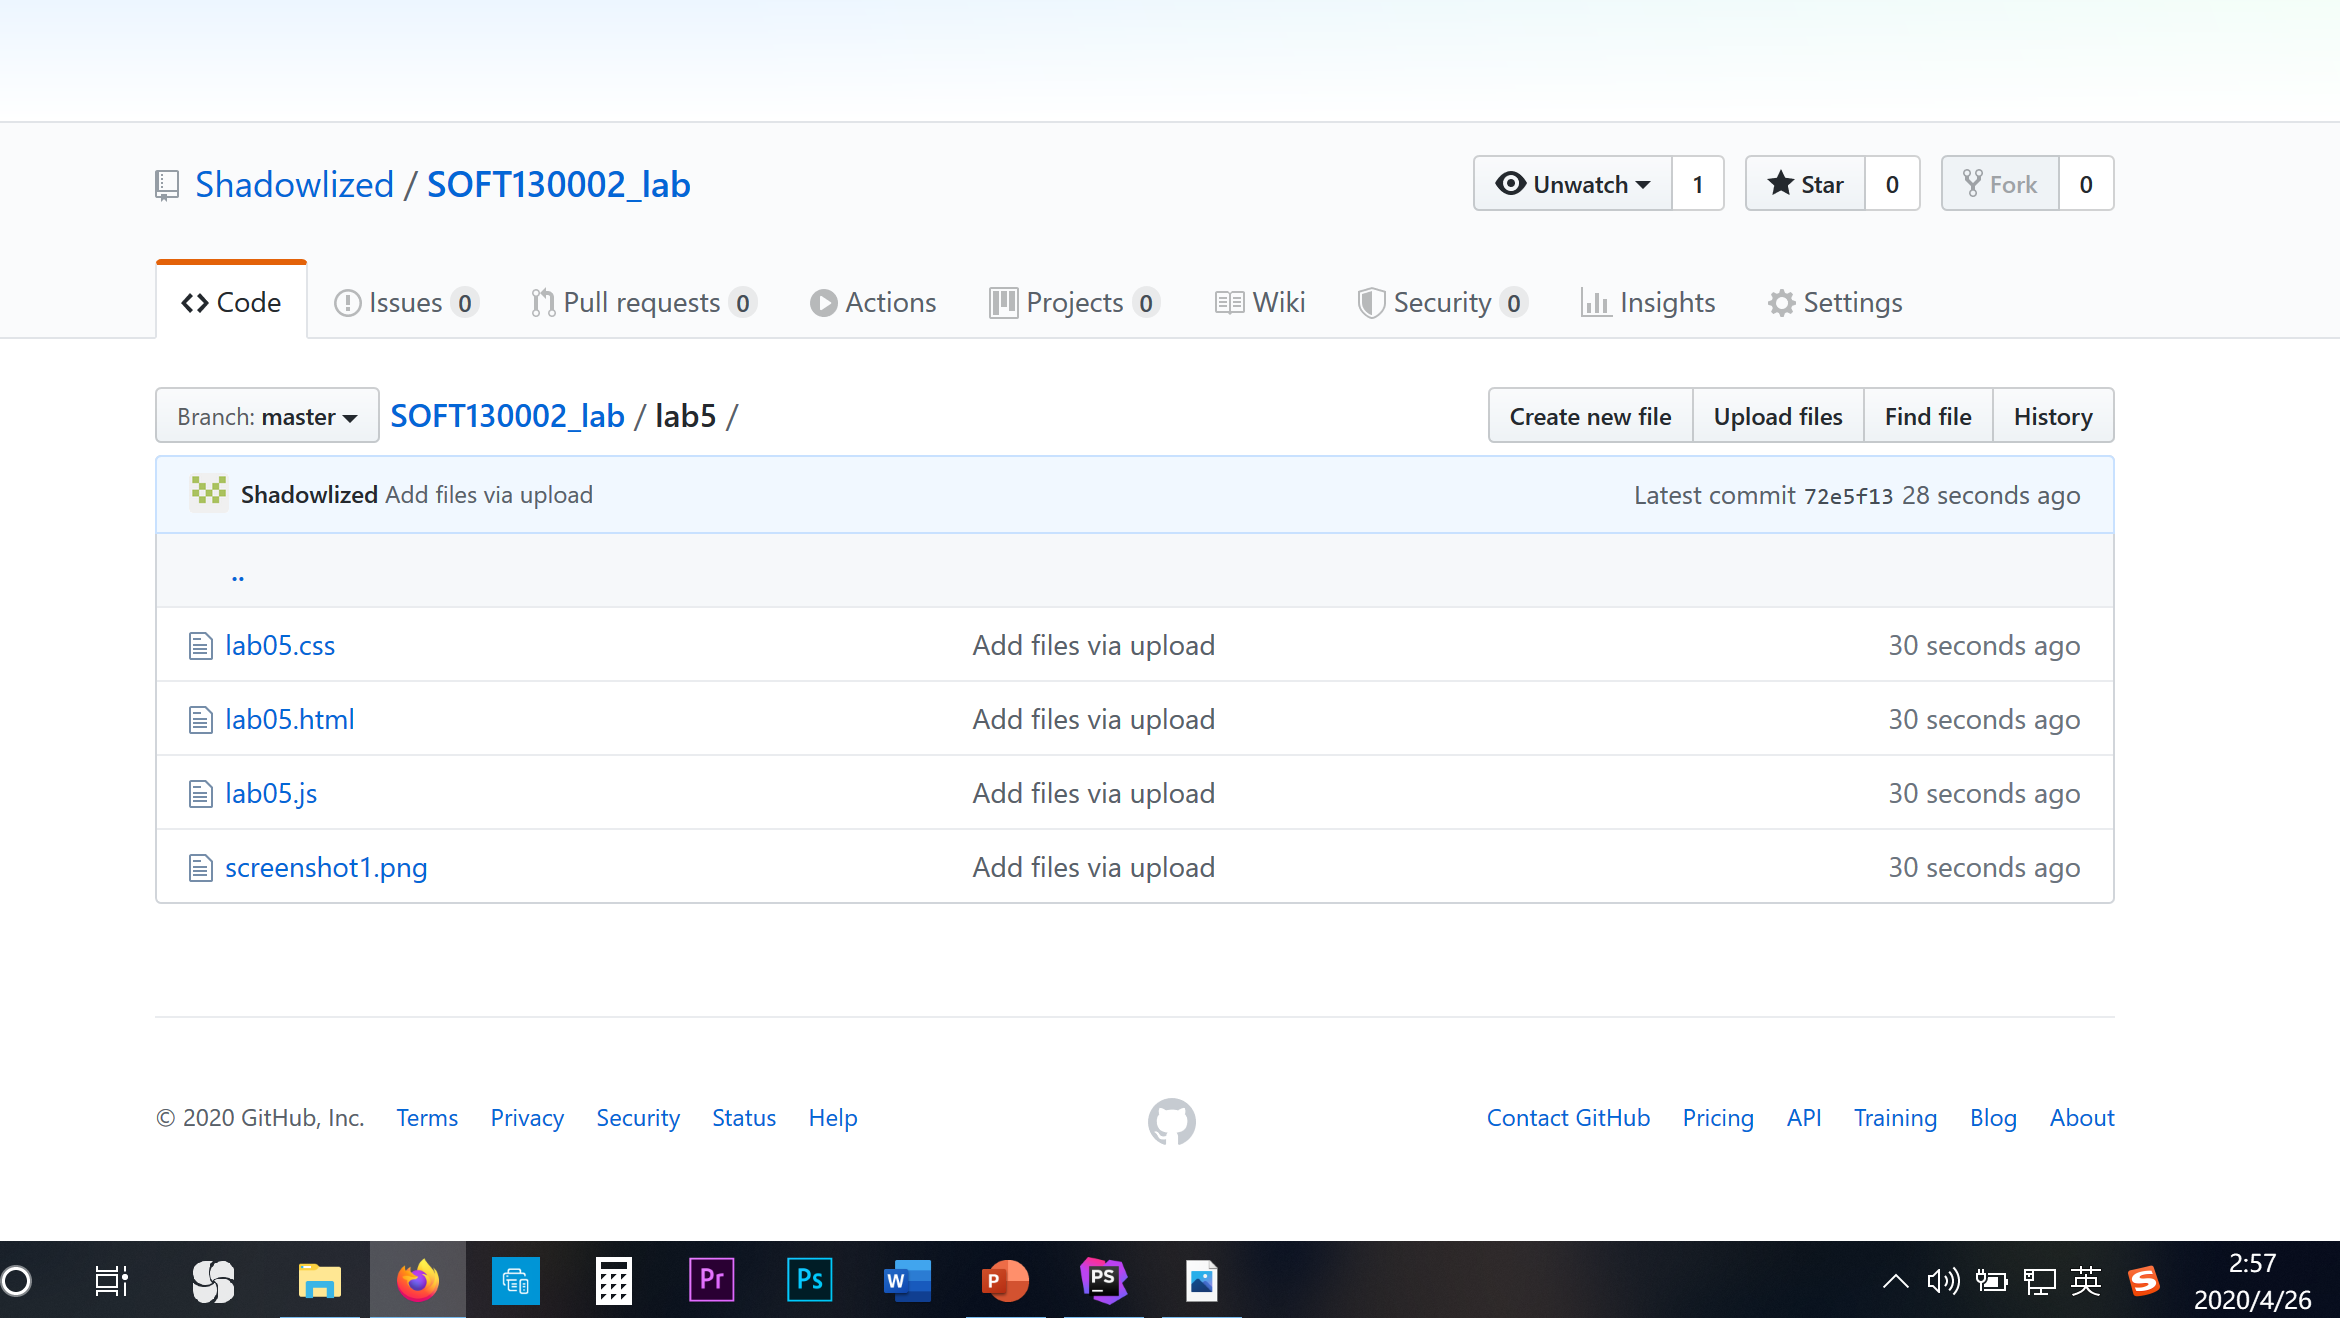 Shadowlized / SOFT130002_lab
Unwatch 1 Star 0 Fork 0
Code Issues 0 Pull requests 0 Actions Projects 0 Wiki Security 0 Insights Settings
Branch: master SOFT130002_lab / lab5 / Create new file Upload files Find file History
Shadowlized Add files via upload Latest commit 72e5f13 28 seconds ago
..
lab05.css Add files via upload 30 seconds ago
lab05.html Add files via upload 30 seconds ago
lab05.js Add files via upload 30 seconds ago
screenshot1.png Add files via upload 30 seconds ago
© 2020 GitHub, Inc. Terms Privacy Security Status Help Contact GitHub Pricing API Training Blog About
Pr Ps W P PS 英 S 2:57
2020/4/26